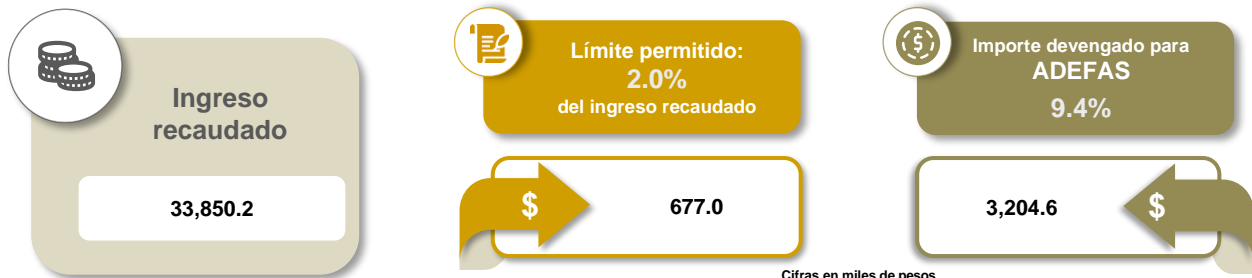 Ingreso
recaudado
33,850.2
Límite permitido:
2.0%
del ingreso recaudado
$
677.0
Importe devengado para
ADEFAS
9.4%
3,204.6
$
Cifras en miles de pesos